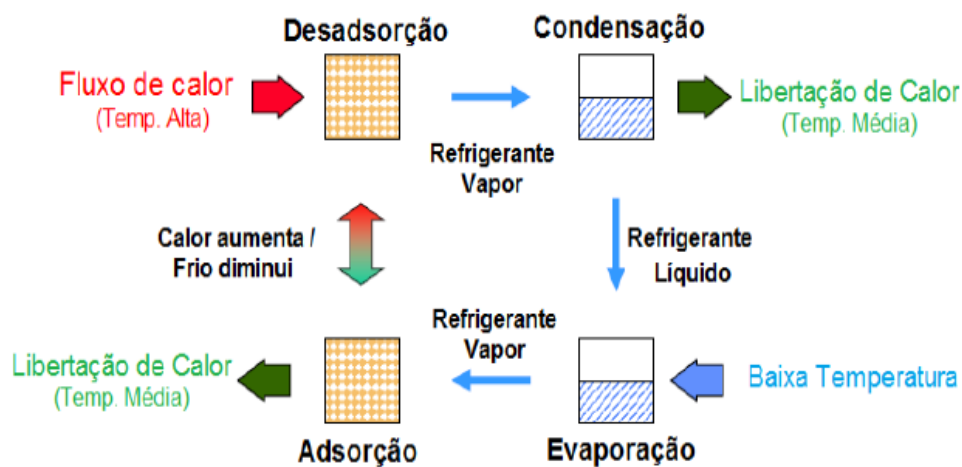 Desadsorção
Condensação
Fluxo de calor
(Temp. Alta)
Libertação de Calor
(Temp. Média)
Refrigerante
Vapor
Calor aumenta /
Frio diminui
Refrigerante
Líquido
Refrigerante
Vapor
Libertação de Calor
(Temp. Média)
Baixa Temperatura
Adsorção
Evaporação